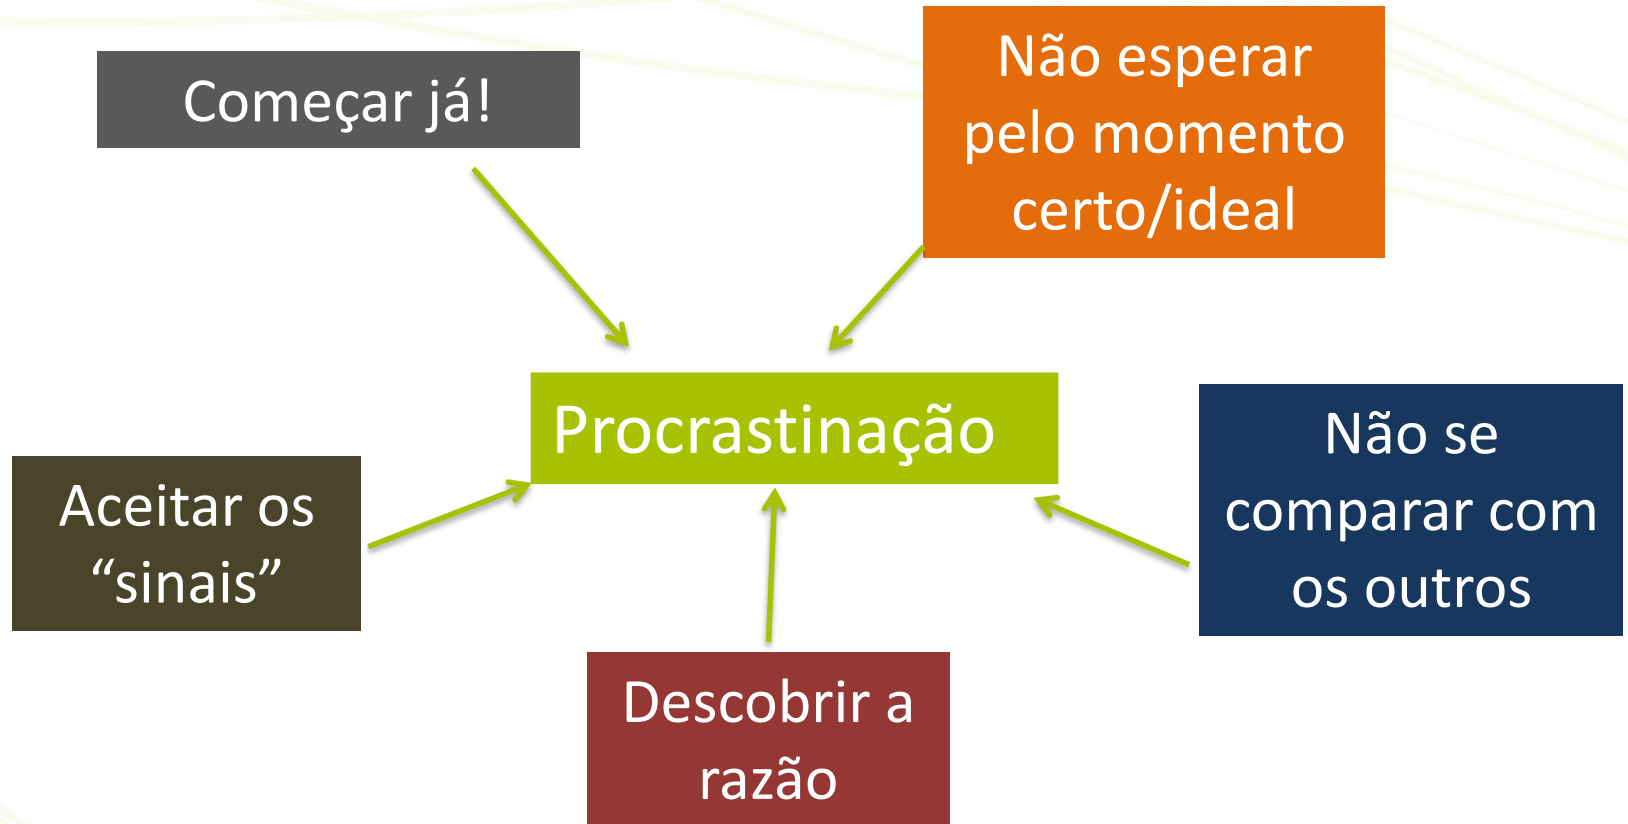 Começar já!
Não esperar
pelo momento
certo/ideal
Procrastinação
Aceitar os
“sinais”
Não se
comparar com
os outros
Descobrir a
razão